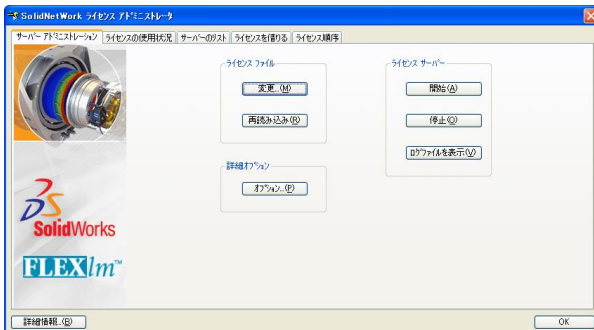 SolidNetWork ライセンス アドミニストレータ
サーバー アドミニストレーション ライセンスの使用状況 サーバーのリスト ライセンスを借りる ライセンス順序
ライセンス ファイル
変更...(M)
再読み込み(R)
詳細オプション
オプション...(P)
ライセンス サーバー
開始(A)
停止(O)
ログファイルを表示(V)
DS
SolidWorks
FLEXlm™
詳細情報...(B)
OK